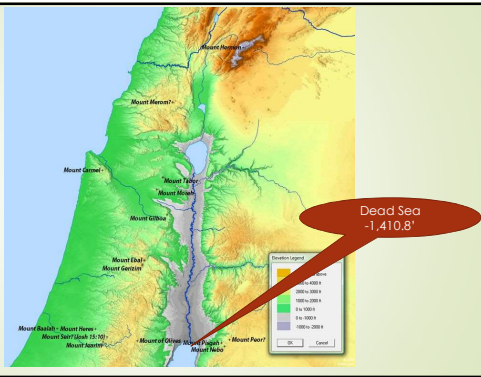 Mount Hermon
Mount Merom?
Mount Carmel
Mount Tabor
Mount Moreh
Mount Gilboa
Dead Sea
-1,410.8'
Mount Ebal
Mount Gerizim
Elevation Legend
to 4000 ft
2000 to 3000 ft
1000 to 2000 ft
0 to 1000 ft
0 to -1000 ft
-1000 to -2000 ft
OK Cancel
Mount Baalah Mount Heres
Mount Seir? (Josh 15:10)
Mount Jearim
Mount of Olives
Mount Pisgah
Mount Nebo
Mount Peor?